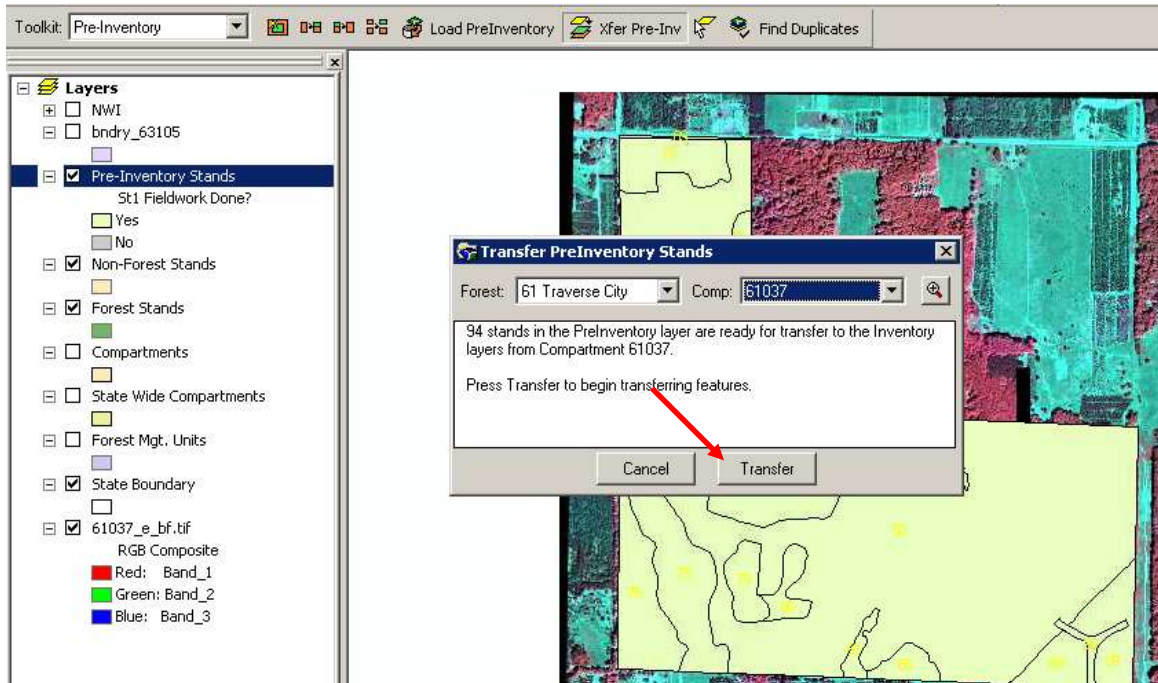 Toolkit: Pre-Inventory Load PreInventory Xfer Pre-Inv Find Duplicates
Layers
NWI
bndry_63105
Pre-Inventory Stands
St1 Fieldwork Done?
Yes
No
Non-Forest Stands
Forest Stands
Compartments
State Wide Compartments
Forest Mgt. Units
State Boundary
61037_e_bf.tif
RGB Composite
Red: Band_1
Green: Band_2
Blue: Band_3
Transfer PreInventory Stands
Forest: 61 Traverse City Comp: 61037
94 stands in the PreInventory layer are ready for transfer to the Inventory
layers from Compartment 61037.
Press Transfer to begin transferring features.
Cancel Transfer